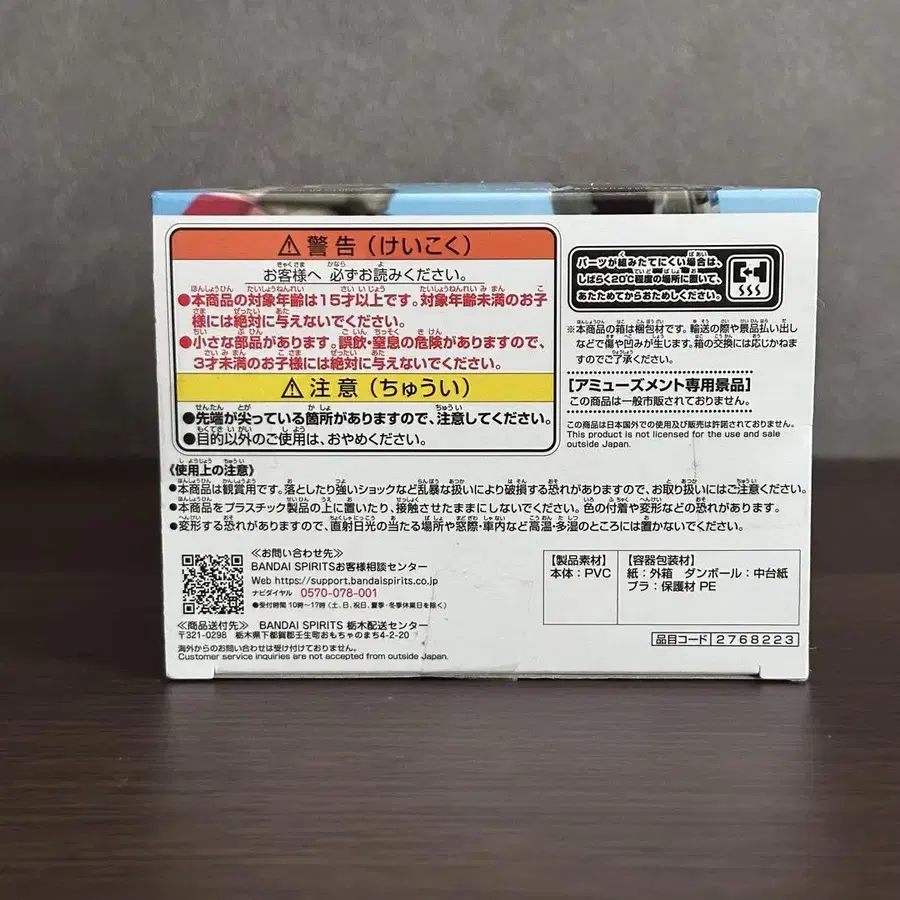 ⚠警告（けいこく）
お客様へ 必ずお読みください。
●本商品の対象年齢は15才以上です。対象年齢未満のお子
様には絶対に与えないでください。
●小さな部品があります。誤飲・窒息の危険がありますので、
3才未満のお子様には絶対に与えないでください。
⚠注意（ちゅうい）
●先端が尖っている箇所がありますので、注意してください。
●目的以外のご使用は、おやめください。
パーツが組みたてにくい場合は、
しばらく20℃程度の場所に置いて、
あたためてからおためしください。
※本商品の箱は梱包材です。輸送の際や景品払い出し
などで傷や凹みが生じます。箱の交換には応じかねま
すのでご了承ください。
［アミューズメント専用景品］
この商品は一般市販されておりません。
この商品は日本国外での使用及び販売は許諾されておりません。
This product is not licensed for the use and sale
outside Japan.
《使用上の注意》
●本商品は観賞用です。落としたり強いショックなど乱暴な扱いにより破損する恐れがありますので、お取り扱いにはご注意ください。
●本商品をプラスチック製品の上に置いたり、接触させたままにしないでください。色の付着や変形などの恐れがあります。
●変形する恐れがありますので、直射日光の当たる場所や窓際・車内など高温・多湿のところには置かないでください。
≪お問い合わせ先≫
BANDAI SPIRITSお客様相談センター
Web https://support.bandaispirits.co.jp
ナビダイヤル 0570-078-001
●受付時間 10時～17時（土、日、祝日、夏季・冬季休業日を除く）
≪商品送付先≫ BANDAI SPIRITS 栃木配送センター
〒321-0298 栃木県下都賀郡壬生町おもちゃのまち4-2-20
海外からのお問い合わせは受け付けておりません。
Customer service inquiries are not accepted from outside Japan.
【製品素材】
本体：PVC
【容器包装材】
紙：外箱 ダンボール：中台紙
プラ：保護材 PE
品目コード 2768223